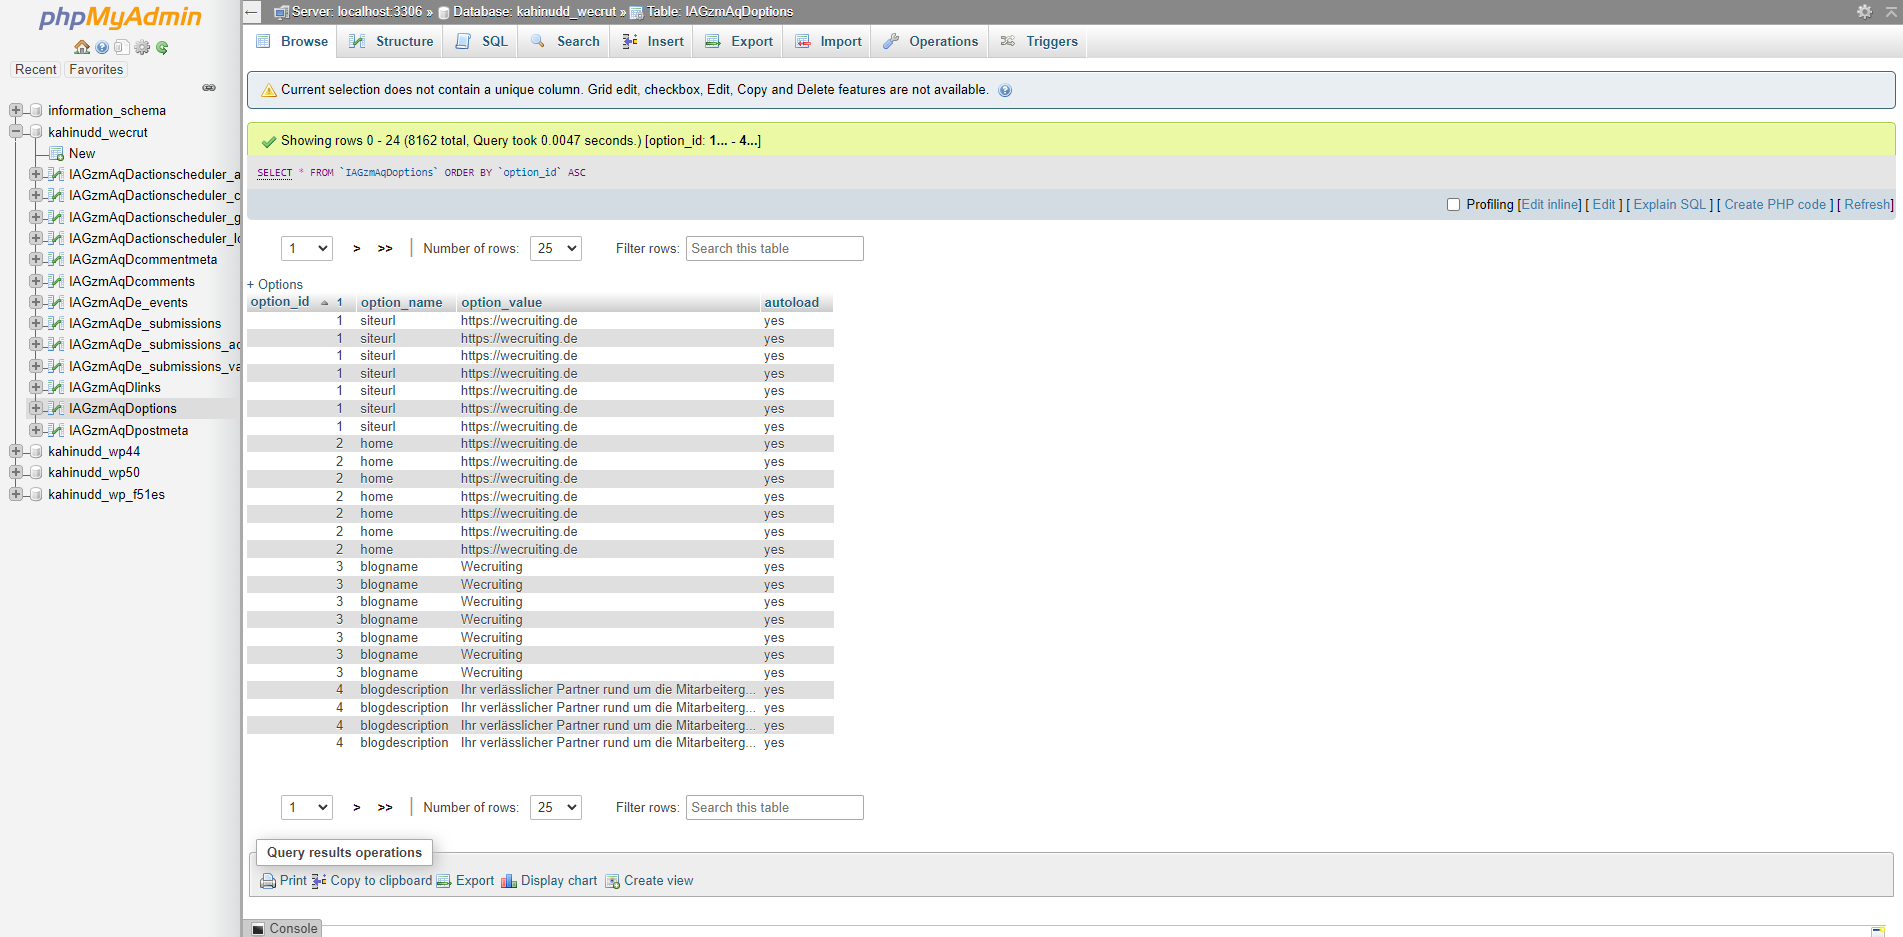 phpMyAdmin
Recent Favorites
information_schema
kahinudd_wecrut
New
IAGzmAqDactionscheduler_a
IAGzmAqDactionscheduler_c
IAGzmAqDactionscheduler_g
IAGzmAqDactionscheduler_lo
IAGzmAqDcommentmeta
IAGzmAqDcomments
IAGzmAqDe_events
IAGzmAqDe_submissions
IAGzmAqDe_submissions_ac
IAGzmAqDe_submissions_va
IAGzmAqDlinks
IAGzmAqDoptions
IAGzmAqDpostmeta
kahinudd_wp44
kahinudd_wp50
kahinudd_wp_f51es
Server: localhost:3306 » Database: kahinudd_wecrut » Table: IAGzmAqDoptions
Browse Structure SQL Search Insert Export Import Operations Triggers
Current selection does not contain a unique column. Grid edit, checkbox, Edit, Copy and Delete features are not available.
Showing rows 0 - 24 (8162 total, Query took 0.0047 seconds.) [option_id: 1... - 4...]
SELECT * FROM `IAGzmAqDoptions` ORDER BY `option_id` ASC
Profiling [Edit inline] [ Edit ] [ Explain SQL ] [ Create PHP code ] [ Refresh]
1 > >> | Number of rows: 25 Filter rows: Search this table
+ Options
option_id 1 option_name option_value autoload
1 siteurl https://wecruiting.de yes
1 siteurl https://wecruiting.de yes
1 siteurl https://wecruiting.de yes
1 siteurl https://wecruiting.de yes
1 siteurl https://wecruiting.de yes
1 siteurl https://wecruiting.de yes
1 siteurl https://wecruiting.de yes
2 home https://wecruiting.de yes
2 home https://wecruiting.de yes
2 home https://wecruiting.de yes
2 home https://wecruiting.de yes
2 home https://wecruiting.de yes
2 home https://wecruiting.de yes
2 home https://wecruiting.de yes
3 blogname Wecruiting yes
3 blogname Wecruiting yes
3 blogname Wecruiting yes
3 blogname Wecruiting yes
3 blogname Wecruiting yes
3 blogname Wecruiting yes
3 blogname Wecruiting yes
4 blogdescription Ihr verlässlicher Partner rund um die Mitarbeiterg... yes
4 blogdescription Ihr verlässlicher Partner rund um die Mitarbeiterg... yes
4 blogdescription Ihr verlässlicher Partner rund um die Mitarbeiterg... yes
4 blogdescription Ihr verlässlicher Partner rund um die Mitarbeiterg... yes
1 > >> | Number of rows: 25 Filter rows: Search this table
Query results operations
Print Copy to clipboard Export Display chart Create view
Console